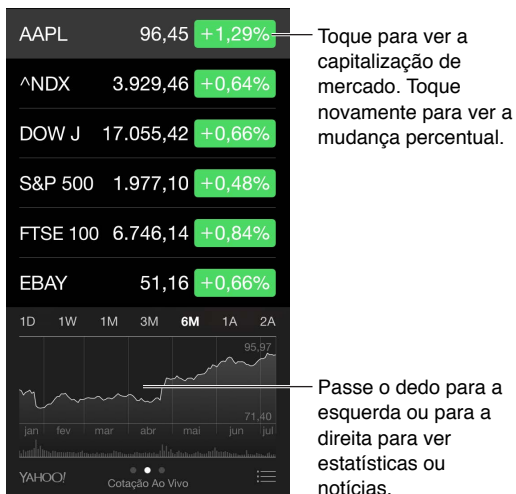 AAPL 96,45 +1,29%
^NDX 3.929,46 +0,64%
DOW J 17.055,42 +0,66%
S&P 500 1.977,10 +0,48%
FTSE 100 6.746,14 +0,84%
EBAY 51,16 +0,66%
1D 1W 1M 3M 6M 1A 2A
95,97
71,40
jan fev mar abr mai jun jul
YAHOO!
Cotação Ao Vivo
Toque para ver a
capitalização de
mercado. Toque
novamente para ver a
mudança percentual.
Passe o dedo para a
esquerda ou para a
direita para ver
estatísticas ou
notícias.